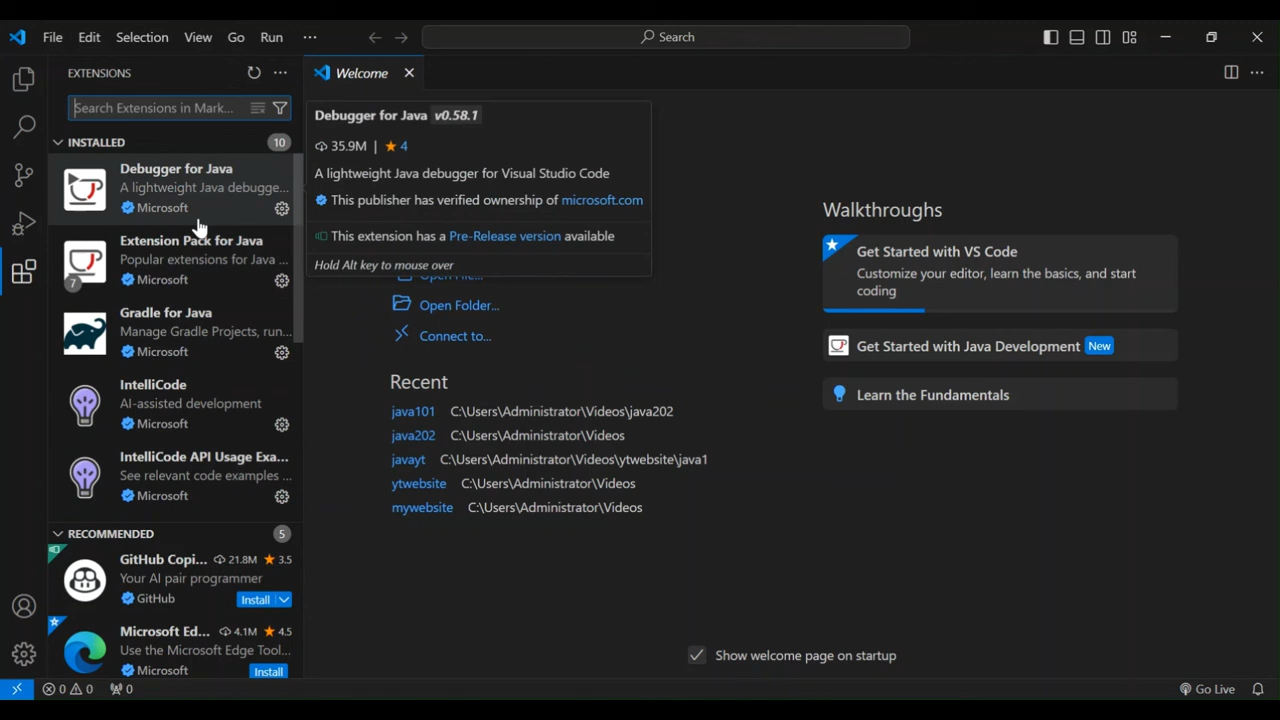 File Edit Selection View Go Run ··· Search
EXTENSIONS
Welcome
Search Extensions in Mark...
INSTALLED 10
Debugger for Java
A lightweight Java debugge...
Microsoft
Extension Pack for Java
Popular extensions for Java ...
Microsoft
7
Gradle for Java
Manage Gradle Projects, run...
Microsoft
IntelliCode
AI-assisted development
Microsoft
IntelliCode API Usage Exa...
See relevant code examples ...
Microsoft
RECOMMENDED 5
GitHub Copi... 21.8M 3.5
Your AI pair programmer
GitHub Install
Microsoft Ed... 4.1M 4.5
Use the Microsoft Edge Tool...
Microsoft Install
Debugger for Java v0.58.1
35.9M | 4
A lightweight Java debugger for Visual Studio Code
This publisher has verified ownership of microsoft.com
This extension has a Pre-Release version available
Hold Alt key to mouse over
Open File...
Open Folder...
Connect to...
Recent
java101 C:\Users\Administrator\Videos\java202
java202 C:\Users\Administrator\Videos
javayt C:\Users\Administrator\Videos\ytwebsite\java1
ytwebsite C:\Users\Administrator\Videos
mywebsite C:\Users\Administrator\Videos
Walkthroughs
Get Started with VS Code
Customize your editor, learn the basics, and start
coding
Get Started with Java Development New
Learn the Fundamentals
Show welcome page on startup
0 0 0
Go Live